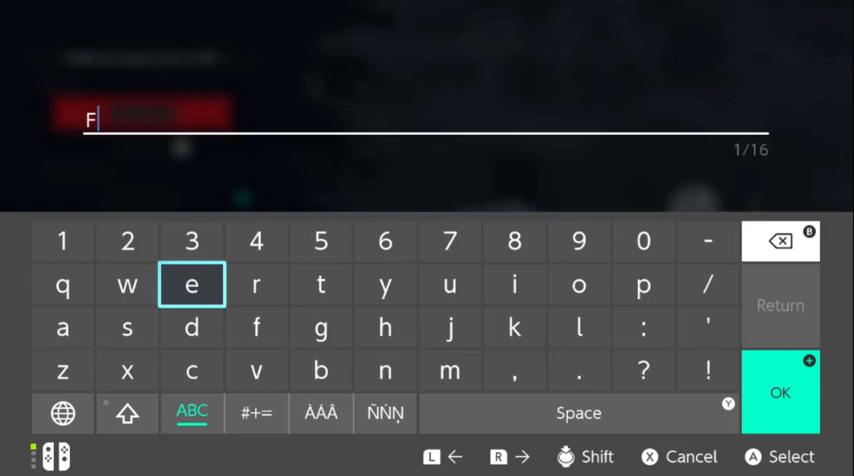 F
1/16
1 2 3 4 5 6 7 8 9 0 - B
q w e r t y u i o p /
Return
a s d f g h j k l : '
z x c v b n m , . ? ! +
OK
ABC #+= ÀÁÂ ÑŃŅ Space Y
L ← R → Shift X Cancel A Select